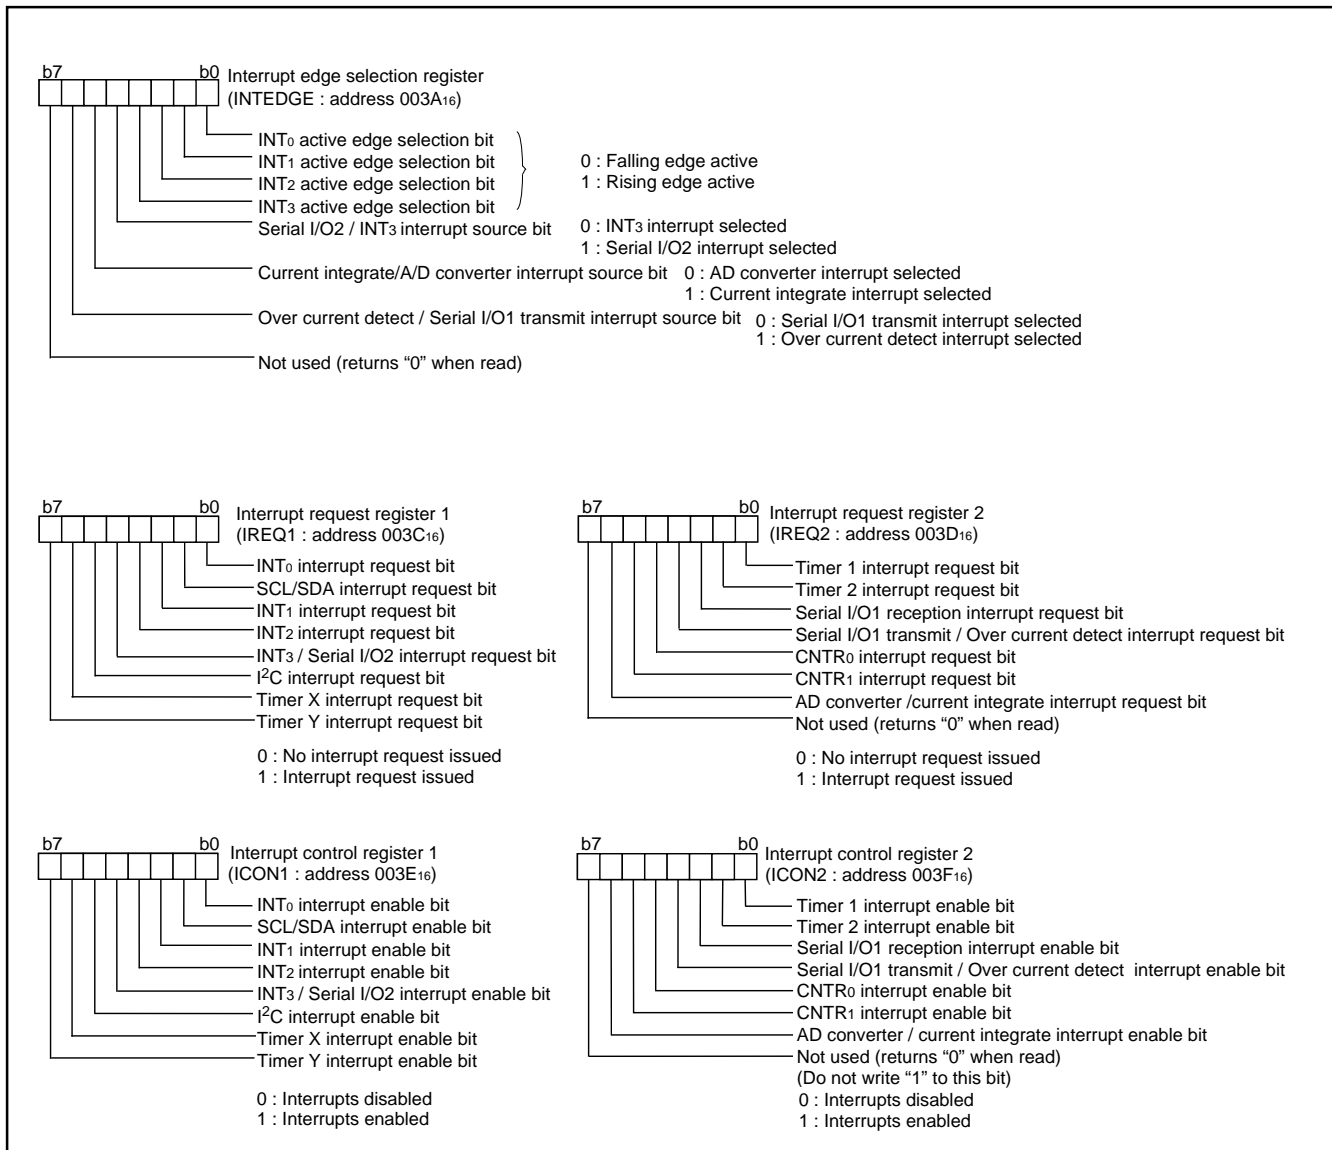 b7 b0 Interrupt edge selection register
(INTEDGE : address 003A16)
INT0 active edge selection bit
INT1 active edge selection bit 0 : Falling edge active
INT2 active edge selection bit 1 : Rising edge active
INT3 active edge selection bit
Serial I/O2 / INT3 interrupt source bit 0 : INT3 interrupt selected
1 : Serial I/O2 interrupt selected
Current integrate/A/D converter interrupt source bit 0 : AD converter interrupt selected
1 : Current integrate interrupt selected
Over current detect / Serial I/O1 transmit interrupt source bit 0 : Serial I/O1 transmit interrupt selected
1 : Over current detect interrupt selected
Not used (returns “0” when read)
b7 b0 Interrupt request register 1
(IREQ1 : address 003C16)
INT0 interrupt request bit
SCL/SDA interrupt request bit
INT1 interrupt request bit
INT2 interrupt request bit
INT3 / Serial I/O2 interrupt request bit
I2C interrupt request bit
Timer X interrupt request bit
Timer Y interrupt request bit
0 : No interrupt request issued
1 : Interrupt request issued
b7 b0 Interrupt request register 2
(IREQ2 : address 003D16)
Timer 1 interrupt request bit
Timer 2 interrupt request bit
Serial I/O1 reception interrupt request bit
Serial I/O1 transmit / Over current detect interrupt request bit
CNTR0 interrupt request bit
CNTR1 interrupt request bit
AD converter /current integrate interrupt request bit
Not used (returns “0” when read)
0 : No interrupt request issued
1 : Interrupt request issued
b7 b0 Interrupt control register 1
(ICON1 : address 003E16)
INT0 interrupt enable bit
SCL/SDA interrupt enable bit
INT1 interrupt enable bit
INT2 interrupt enable bit
INT3 / Serial I/O2 interrupt enable bit
I2C interrupt enable bit
Timer X interrupt enable bit
Timer Y interrupt enable bit
0 : Interrupts disabled
1 : Interrupts enabled
b7 b0 Interrupt control register 2
(ICON2 : address 003F16)
Timer 1 interrupt enable bit
Timer 2 interrupt enable bit
Serial I/O1 reception interrupt enable bit
Serial I/O1 transmit / Over current detect interrupt enable bit
CNTR0 interrupt enable bit
CNTR1 interrupt enable bit
AD converter / current integrate interrupt enable bit
Not used (returns “0” when read)
(Do not write “1” to this bit)
0 : Interrupts disabled
1 : Interrupts enabled